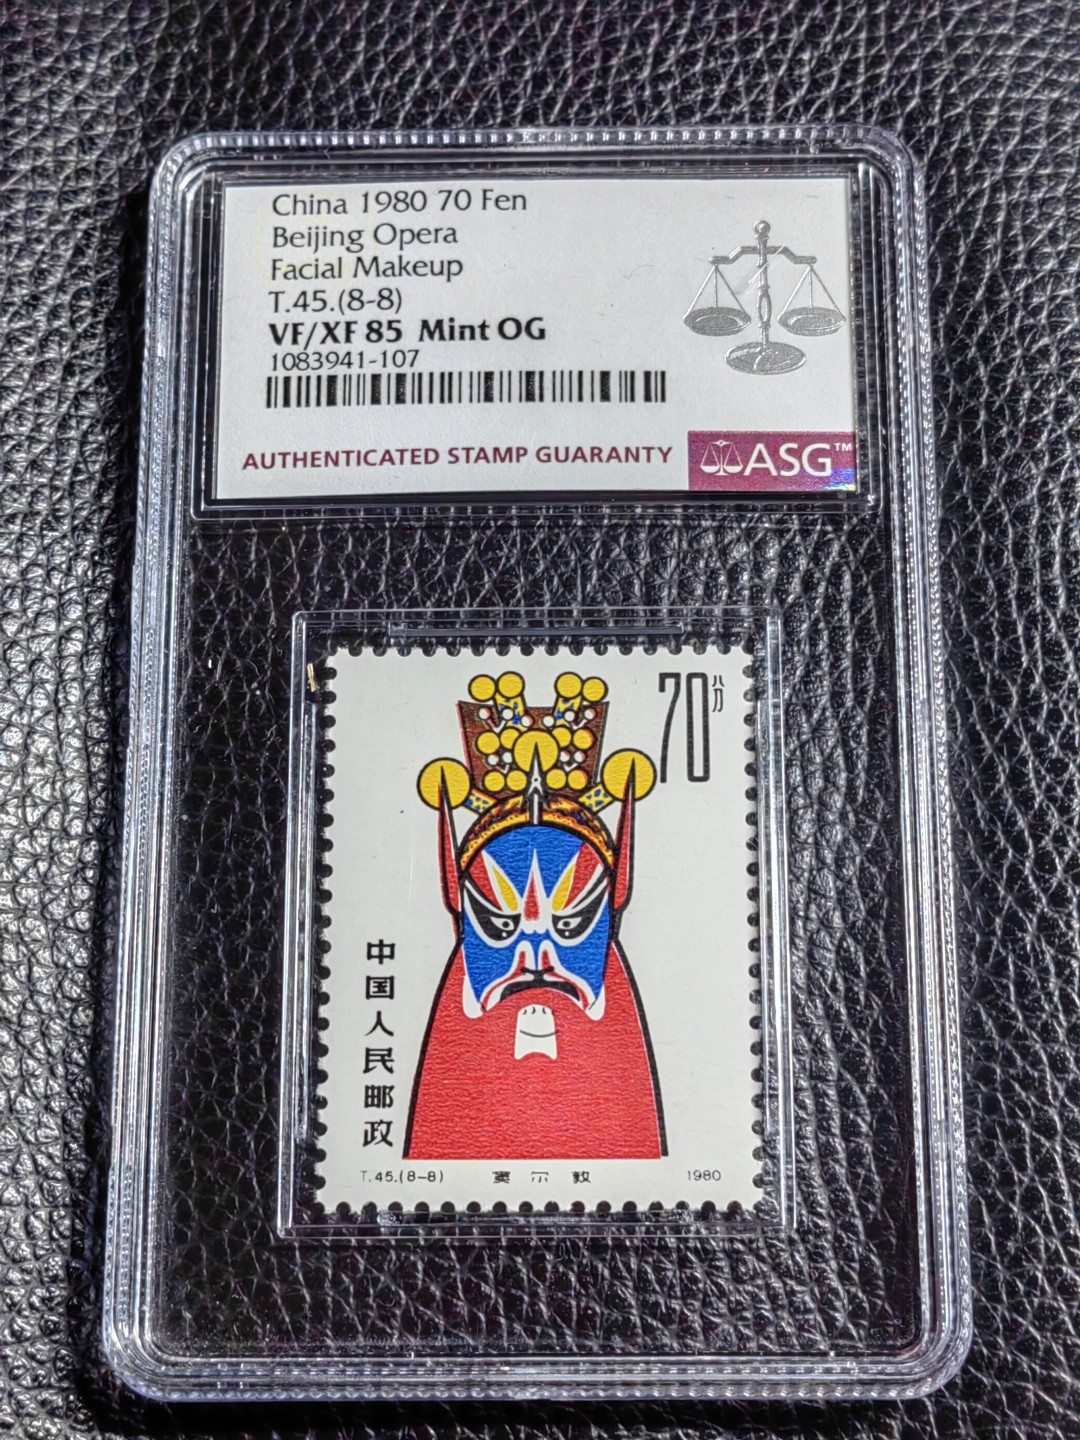 China 1980 70 Fen
Beijing Opera
Facial Makeup
T.45.(8-8)
VF/XF 85 Mint OG
1083941-107
AUTHENTICATED STAMP GUARANTY
ASG™
70分
中国人民邮政
T.45.(8-8) 窦尔敦 1980